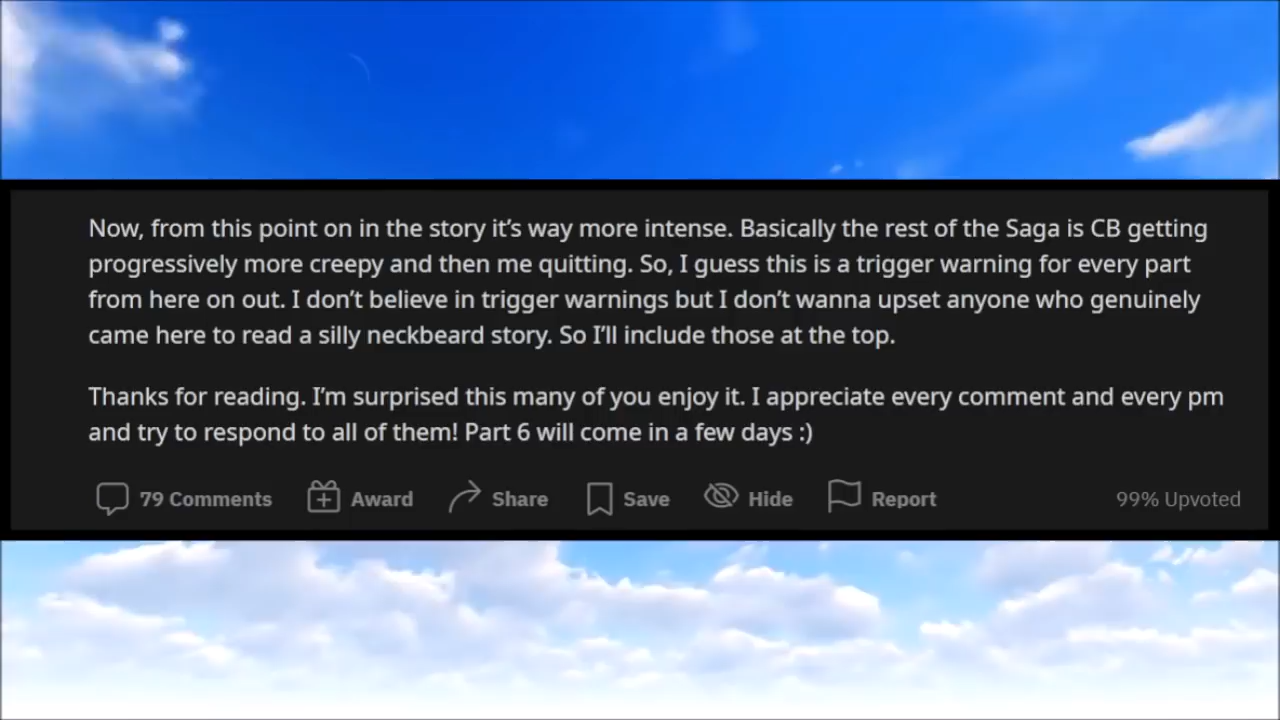 Now, from this point on in the story it’s way more intense. Basically the rest of the Saga is CB getting
progressively more creepy and then me quitting. So, I guess this is a trigger warning for every part
from here on out. I don’t believe in trigger warnings but I don’t wanna upset anyone who genuinely
came here to read a silly neckbeard story. So I’ll include those at the top.
Thanks for reading. I’m surprised this many of you enjoy it. I appreciate every comment and every pm
and try to respond to all of them! Part 6 will come in a few days :)
79 Comments Award Share Save Hide Report 99% Upvoted